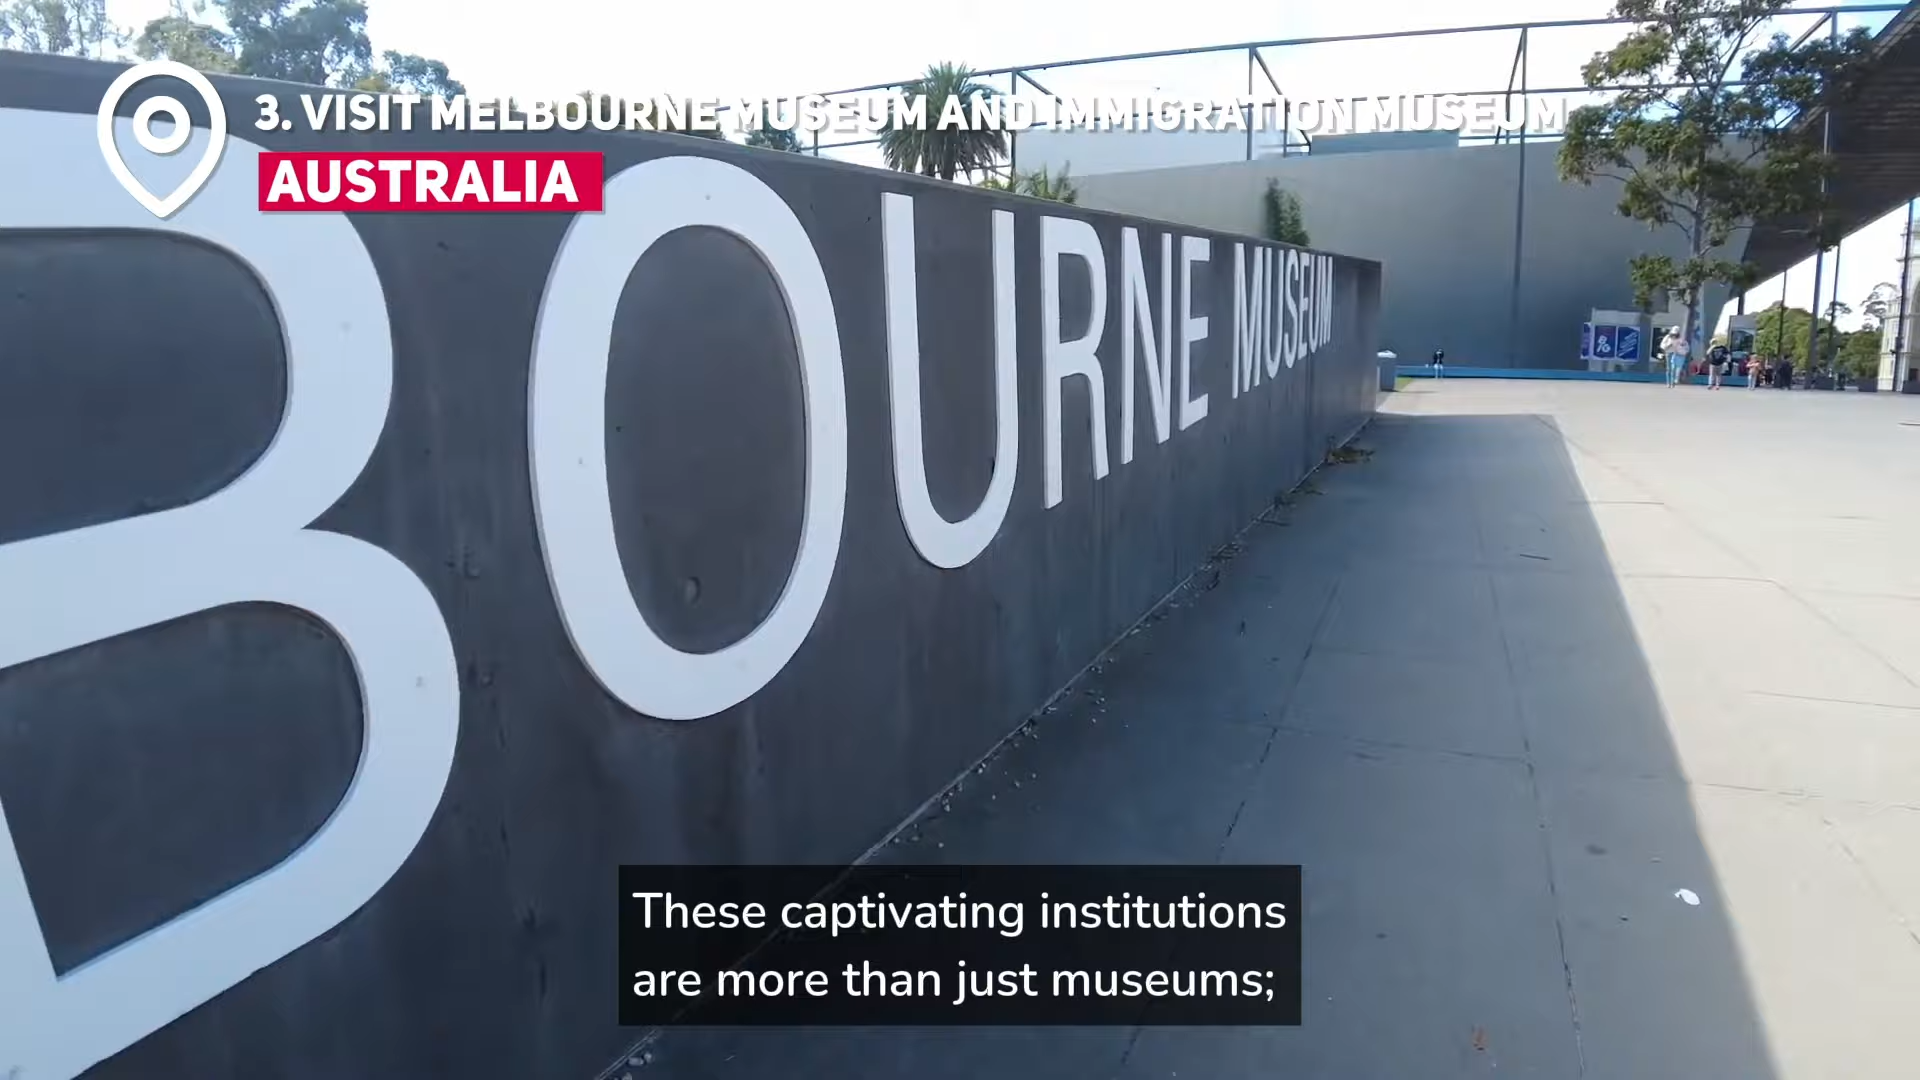 3. VISIT MELBOURNE MUSEUM AND IMMIGRATION MUSEUM
AUSTRALIA
BOURNE MUSEUM
These captivating institutions
are more than just museums;